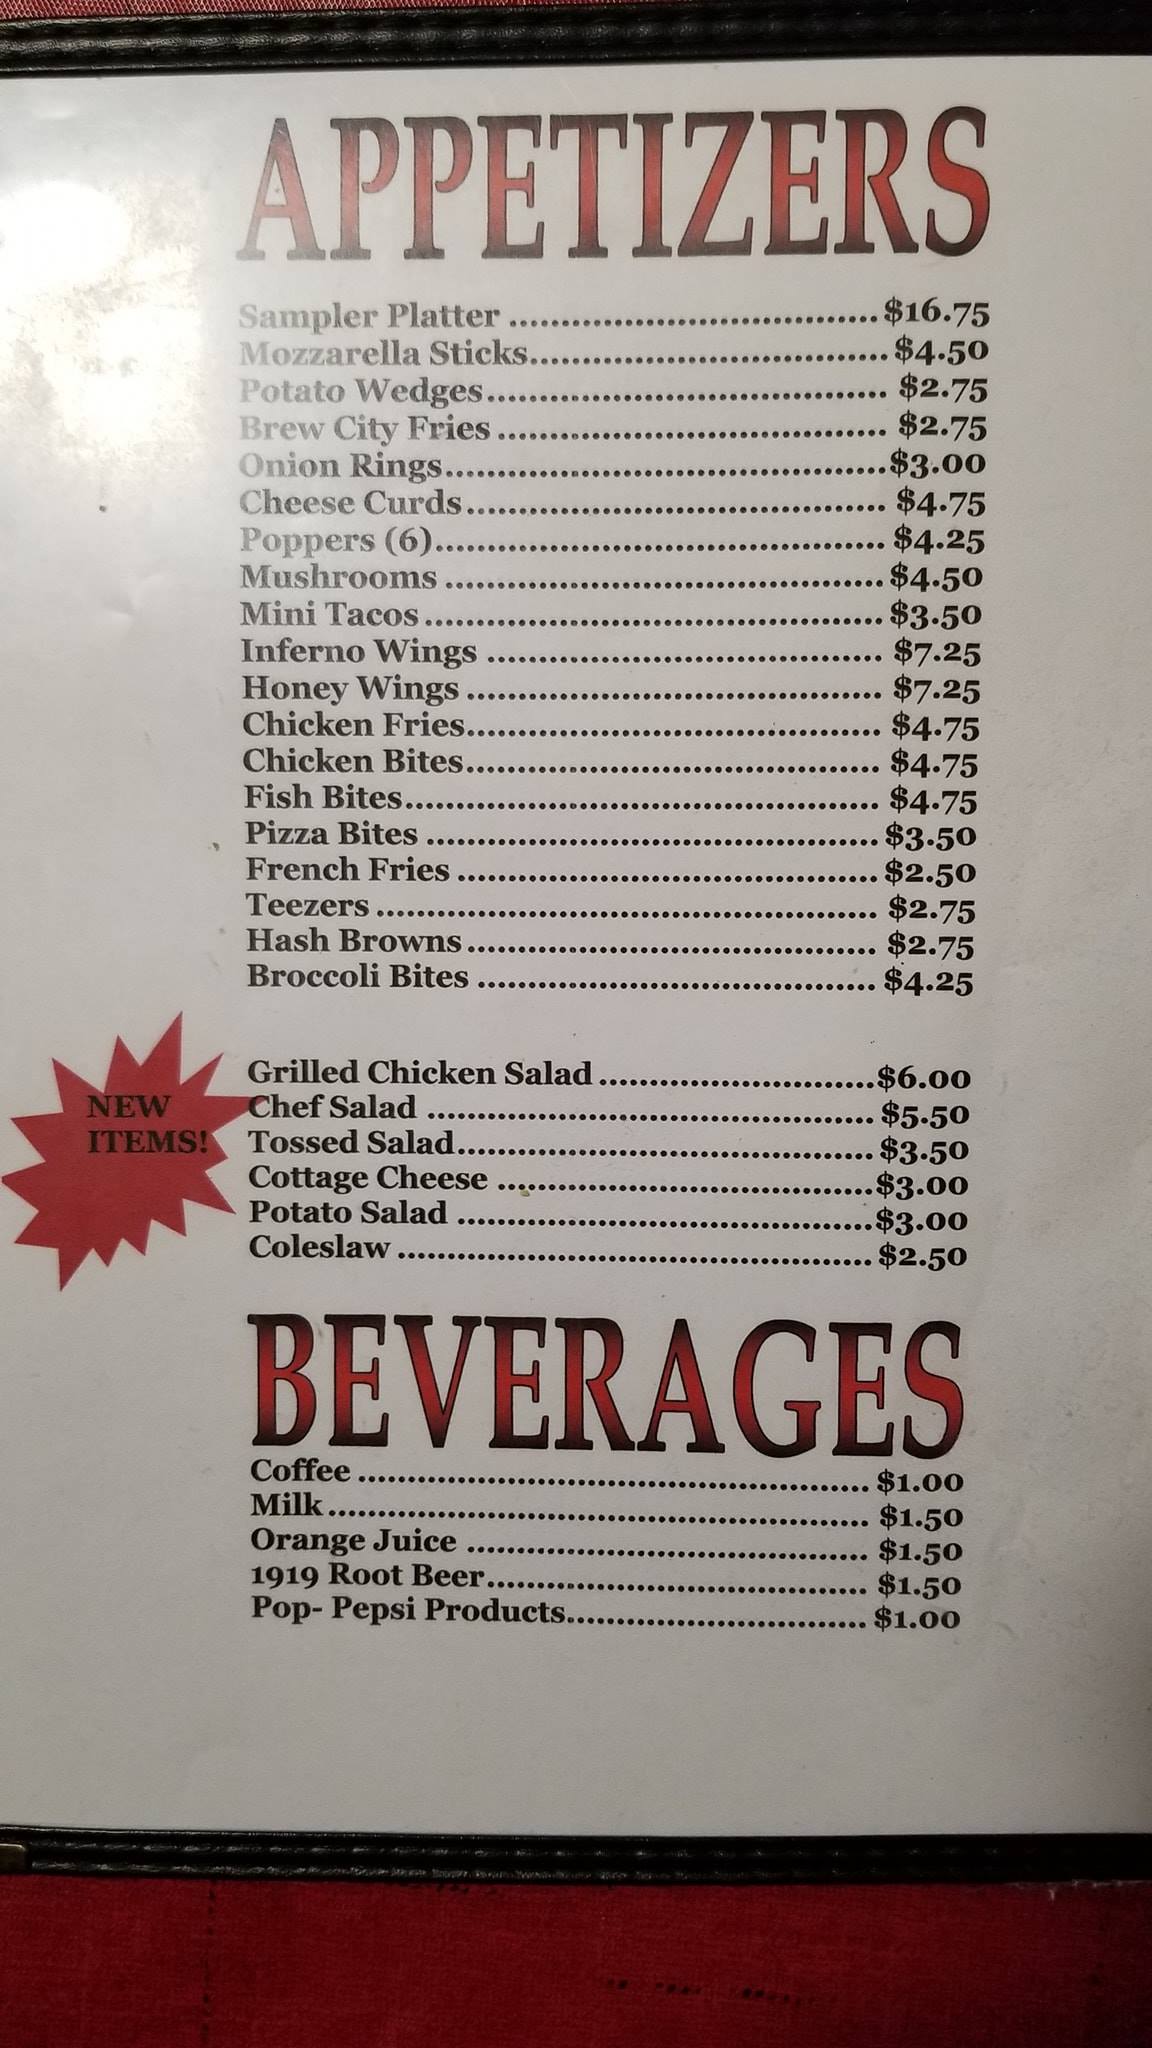 APPETIZERS
Sampler Platter ................................... $16.75
Mozzarella Sticks................................... $4.50
Potato Wedges....................................... $2.75
Brew City Fries ...................................... $2.75
Onion Rings...........................................$3.00
Cheese Curds......................................... $4.75
Poppers (6)............................................ $4.25
Mushrooms ...........................................$4.50
Mini Tacos .............................................$3.50
Inferno Wings ....................................... $7.25
Honey Wings ......................................... $7.25
Chicken Fries......................................... $4.75
Chicken Bites......................................... $4.75
Fish Bites............................................... $4.75
Pizza Bites .............................................$3.50
French Fries ..........................................$2.50
Teezers .................................................. $2.75
Hash Browns......................................... $2.75
Broccoli Bites ....................................... $4.25
NEW
ITEMS!
Grilled Chicken Salad ...........................$6.00
Chef Salad ............................................ $5.50
Tossed Salad......................................... $3.50
Cottage Cheese .....................................$3.00
Potato Salad .........................................$3.00
Coleslaw ............................................... $2.50
BEVERAGES
Coffee ................................................... $1.00
Milk...................................................... $1.50
Orange Juice ........................................ $1.50
1919 Root Beer...................................... $1.50
Pop- Pepsi Products.............................. $1.00